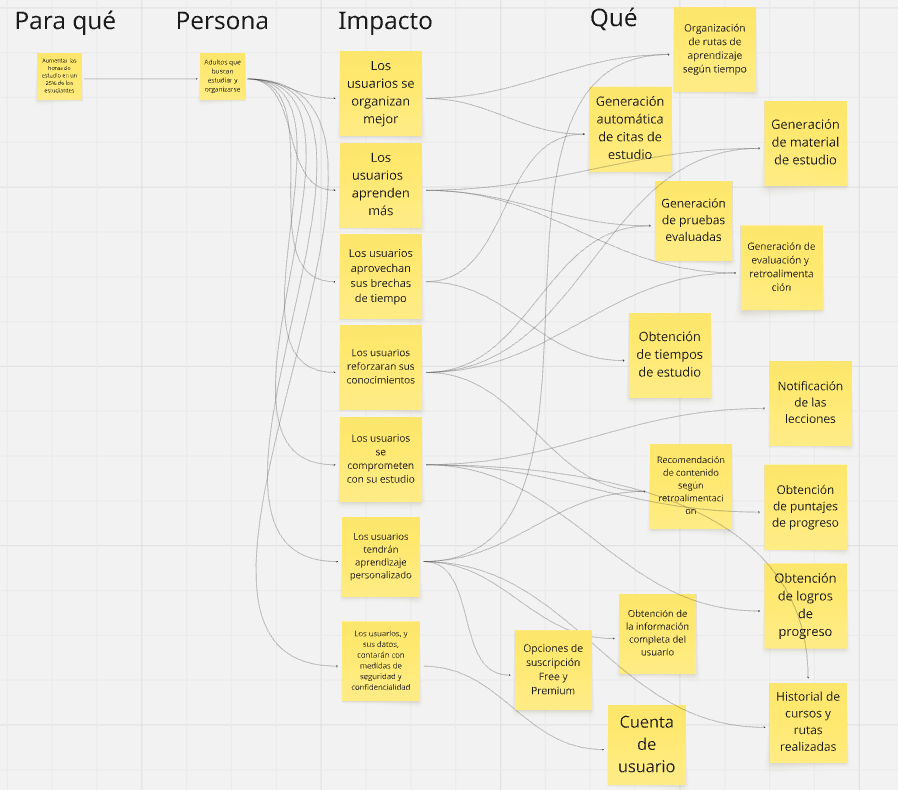 Para qué
Persona
Impacto
Qué
Aumentar las
horas de
estudio en un
25% de los
estudiantes
Adultos que
buscan
estudiar y
organizarse
Los
usuarios se
organizan
mejor
Los
usuarios
aprenden
más
Los usuarios
aprovechan
sus brechas
de tiempo
Los usuarios
reforzaran sus
conocimientos
Los usuarios
se
comprometen
con su estudio
Los usuarios
tendrán
aprendizaje
personalizado
Los usuarios, y
sus datos,
contarán con
medidas de
seguridad y
confidencialidad
Organización
de rutas de
aprendizaje
según tiempo
Generación
automática
de citas de
estudio
Generación
de material
de estudio
Generación
de pruebas
evaluadas
Generación de
evaluación y
retroalimenta
ción
Obtención
de tiempos
de estudio
Notificación
de las
lecciones
Recomendación
de contenido
según
retroalimentaci
ón
Obtención
de puntajes
de progreso
Obtención
de logros
de
progreso
Obtención de
la información
completa del
usuario
Opciones de
suscripción
Free y
Premium
Historial de
cursos y
rutas
realizadas
Cuenta
de
usuario